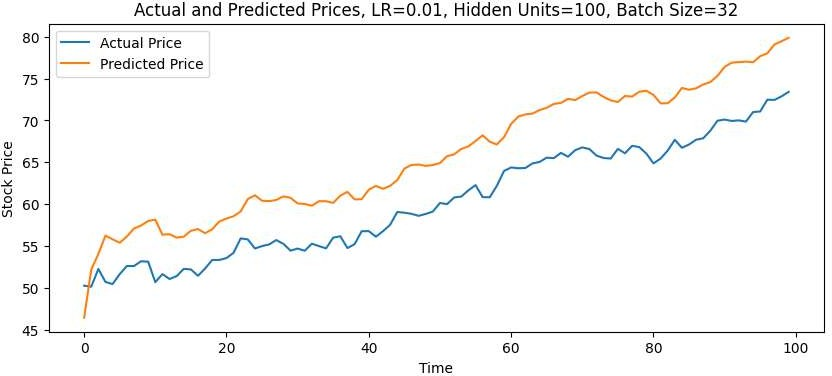 Actual and Predicted Prices, LR=0.01, Hidden Units=100, Batch Size=32
Actual Price
Predicted Price
Stock Price
80
75
70
65
60
55
50
45
0
20
40
60
80
100
Time